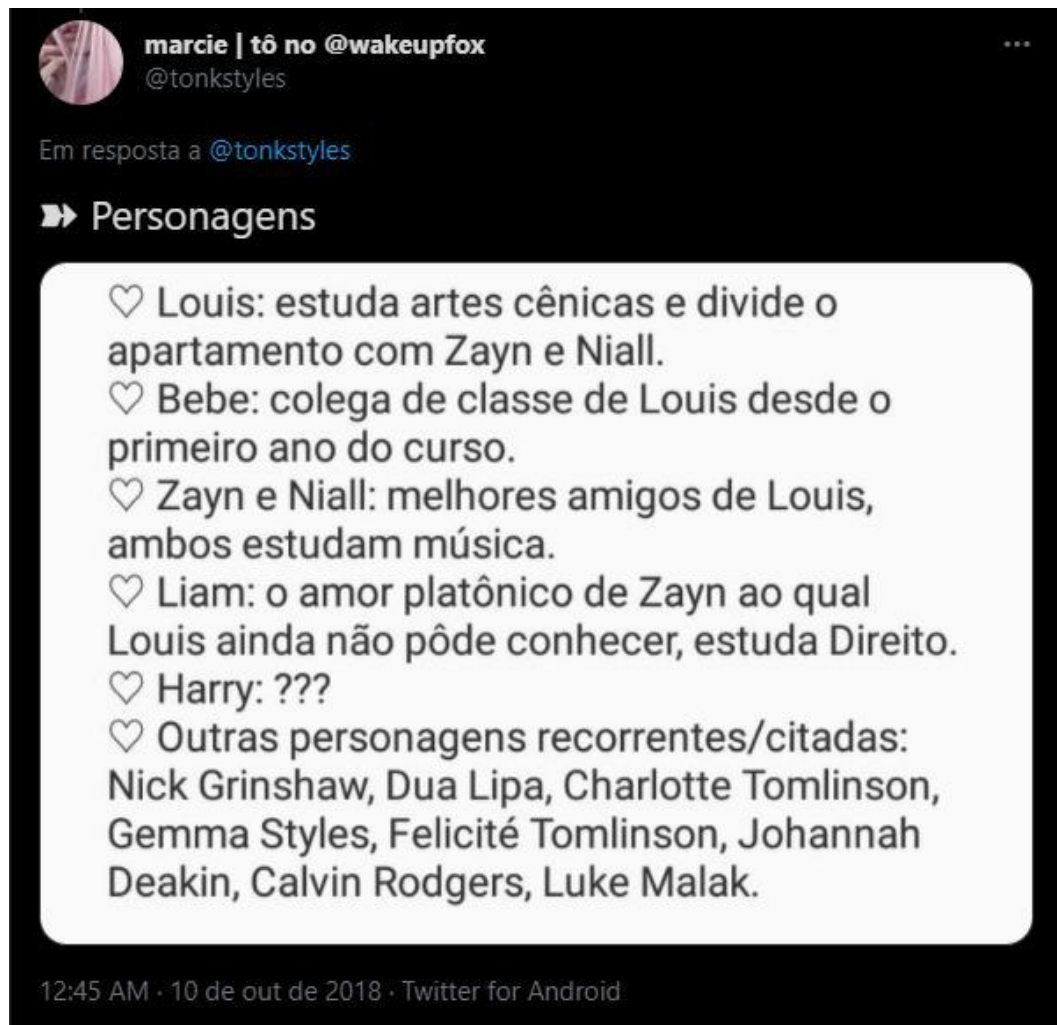 marcie | tô no @wakeupfox
@tonkstyles
Em resposta a @tonkstyles
➽ Personagens
♡ Louis: estuda artes cênicas e divide o
apartamento com Zayn e Niall.
♡ Bebe: colega de classe de Louis desde o
primeiro ano do curso.
♡ Zayn e Niall: melhores amigos de Louis,
ambos estudam música.
♡ Liam: o amor platônico de Zayn ao qual
Louis ainda não pôde conhecer, estuda Direito.
♡ Harry: ???
♡ Outras personagens recorrentes/citadas:
Nick Grinshaw, Dua Lipa, Charlotte Tomlinson,
Gemma Styles, Felicité Tomlinson, Johannah
Deakin, Calvin Rodgers, Luke Malak.
12:45 AM · 10 de out de 2018 · Twitter for Android